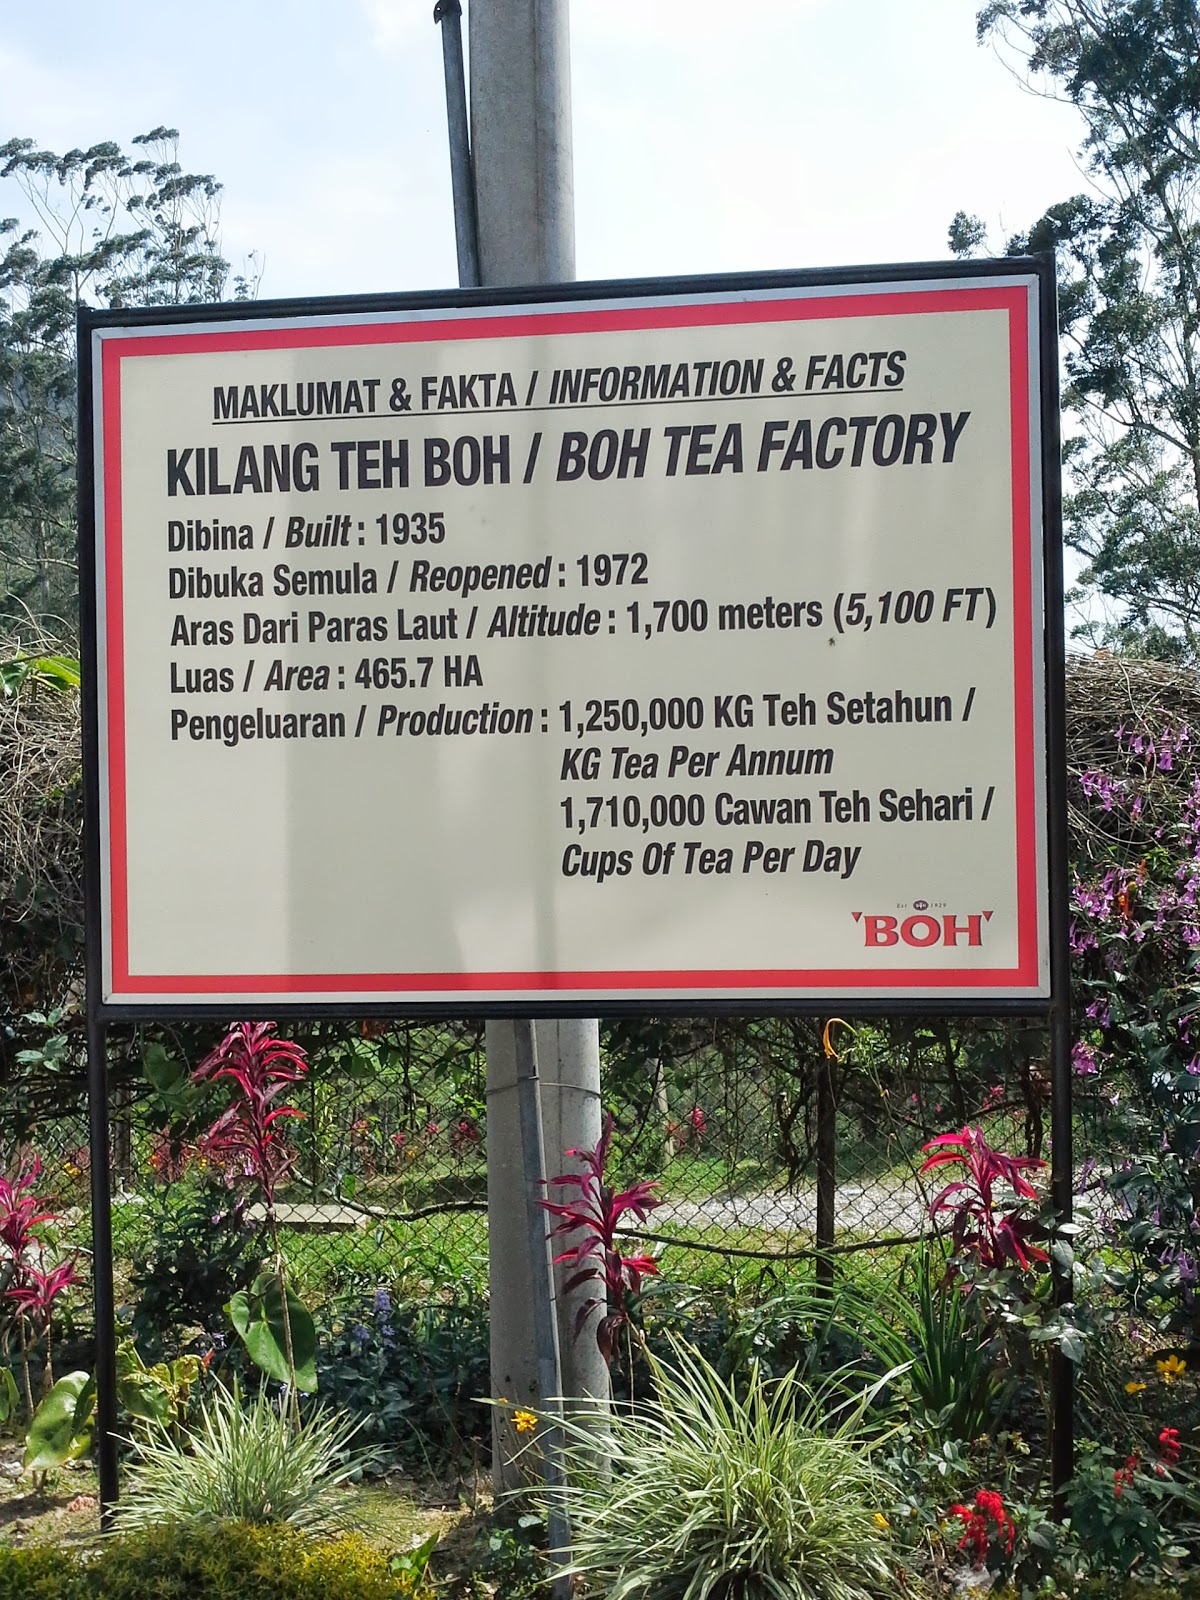 MAKLUMAT & FAKTA / INFORMATION & FACTS
KILANG TEH BOH / BOH TEA FACTORY
Dibina / Built : 1935
Dibuka Semula / Reopened : 1972
Aras Dari Paras Laut / Altitude : 1,700 meters (5,100 FT)
Luas / Area : 465.7 HA
Pengeluaran / Production : 1,250,000 KG Teh Setahun /
KG Tea Per Annum
1,710,000 Cawan Teh Sehari /
Cups Of Tea Per Day
Est 1929
BOH